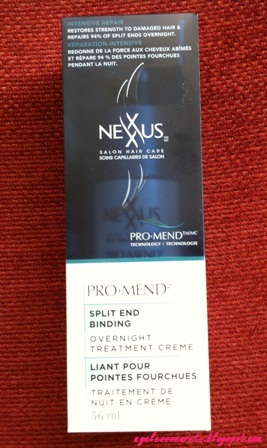 INTENSIVE REPAIR
RESTORES STRENGTH TO DAMAGED HAIR &
REPAIRS 94% OF SPLIT ENDS OVERNIGHT.
RÉPARATION INTENSIVE
REDONNE DE LA FORCE AUX CHEVEUX ABÎMÉS
ET RÉPARE 94 % DES POINTES FOURCHUES
PENDANT LA NUIT.
NEXXUS
SALON HAIR CARE
SOINS CAPILLAIRES DE SALON
PRO·MEND™/MC
TECHNOLOGY / TECHNOLOGIE
PRO·MEND
SPLIT END
BINDING
OVERNIGHT
TREATMENT CREME
LIANT POUR
POINTES FOURCHUES
TRAITEMENT DE
NUIT EN CRÈME
56 mL